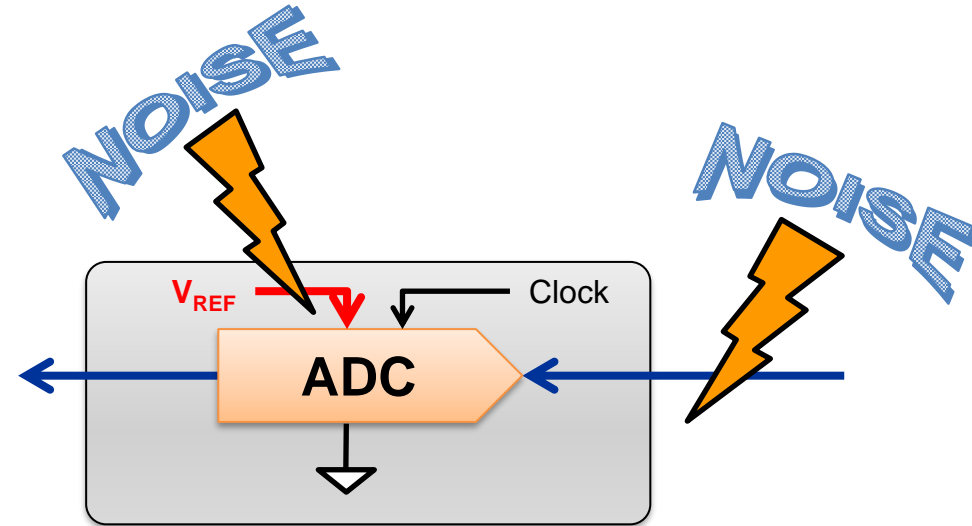 NOISE
NOISE
VREF
Clock
ADC